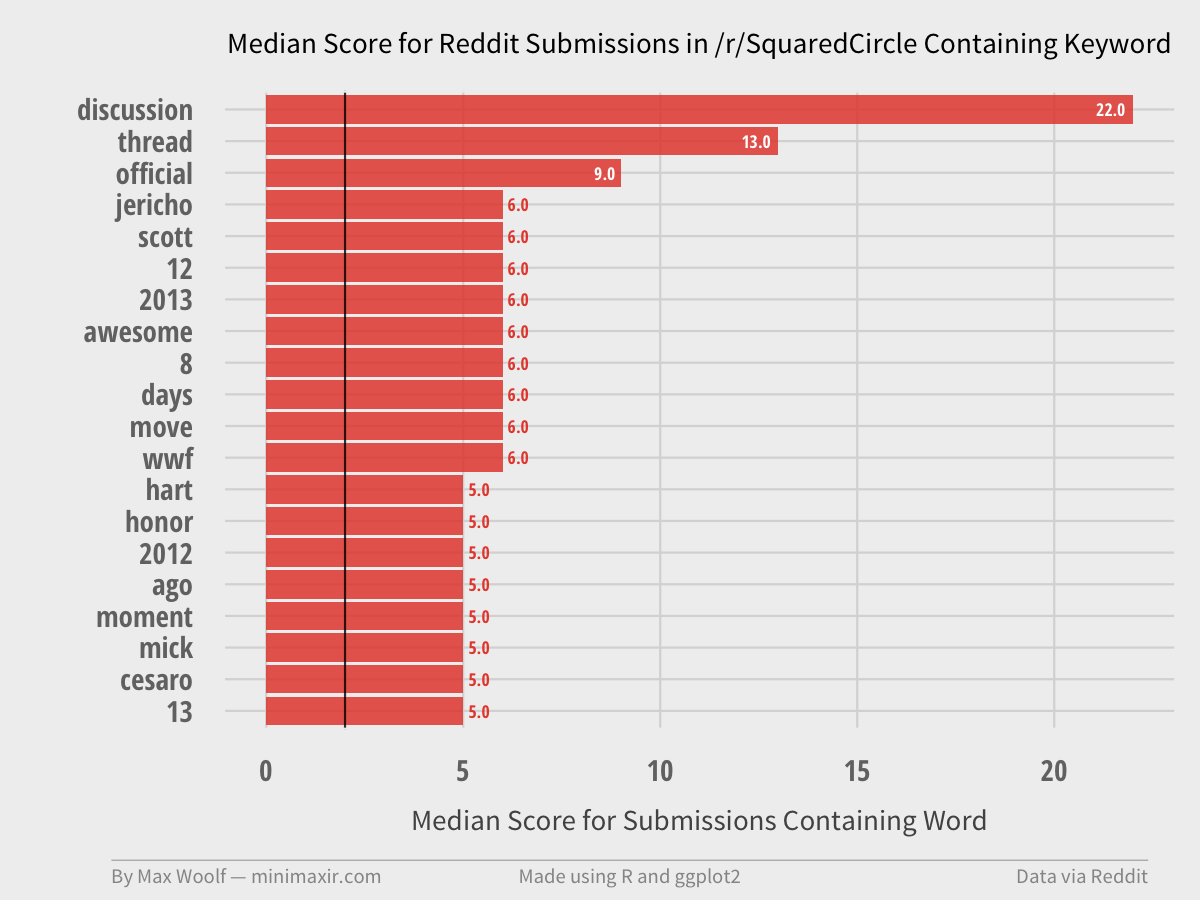 Median Score for Reddit Submissions in /r/SquaredCircle Containing Keyword
discussion 22.0
thread 13.0
official 9.0
jericho 6.0
scott 6.0
12 6.0
2013 6.0
awesome 6.0
8 6.0
days 6.0
move 6.0
wwf 6.0
hart 5.0
honor 5.0
2012 5.0
ago 5.0
moment 5.0
mick 5.0
cesaro 5.0
13 5.0
0 5 10 15 20
Median Score for Submissions Containing Word
By Max Woolf — minimaxir.com Made using R and ggplot2 Data via Reddit